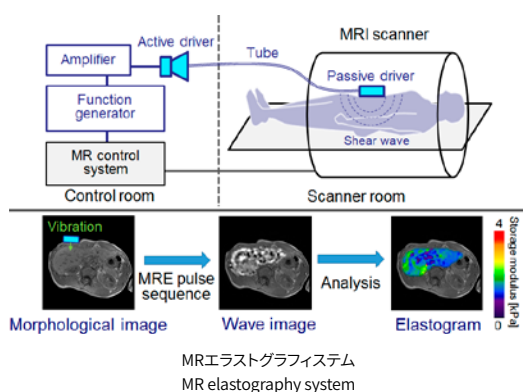 MRI scanner
Active driver
Amplifier
Tube
Passive driver
Function
generator
MR control
system
Shear wave
Control room
Scanner room
Vibration
MRE pulse
sequence
Analysis
4
0
Storage modulus [kPa]
Morphological image
Wave image
Elastogram
MRエラストグラフィステム
MR elastography system